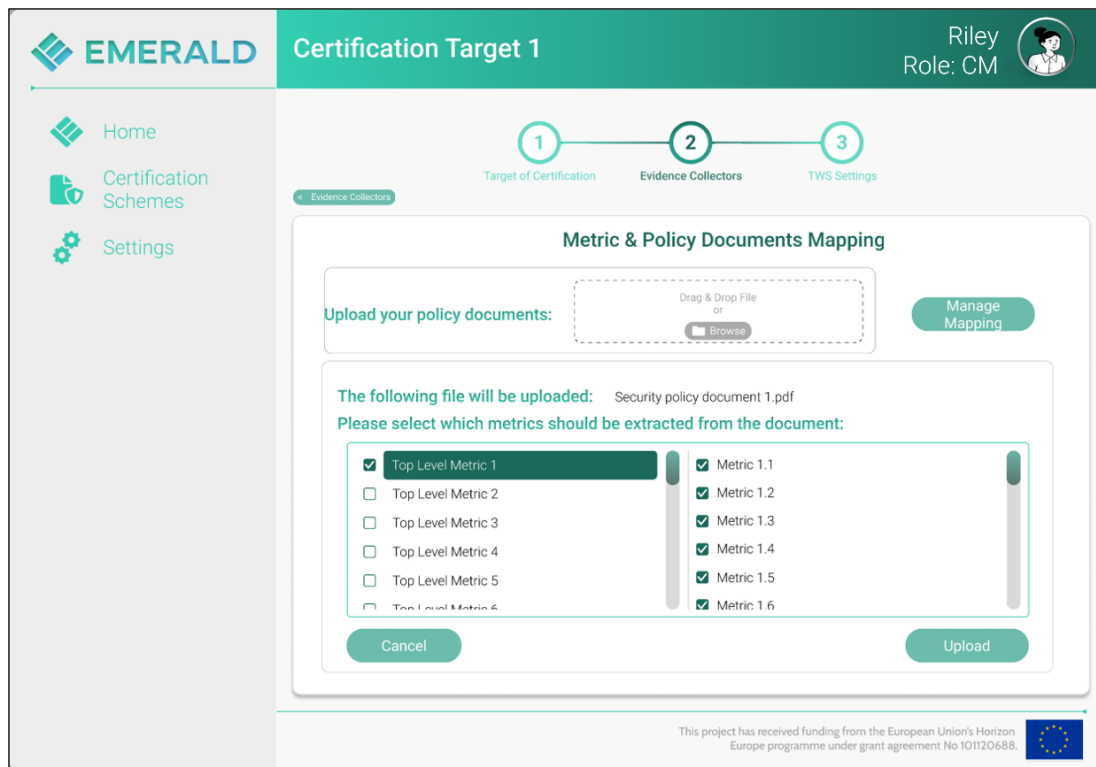 EMERALD
Certification Target 1
Riley
Role: CM
Home
Certification
Schemes
Settings
1
2
3
Target of Certification
Evidence Collectors
TWS Settings
< Evidence Collectors
Metric & Policy Documents Mapping
Upload your policy documents:
Drag & Drop File
or
Browse
Manage
Mapping
The following file will be uploaded: Security policy document 1.pdf
Please select which metrics should be extracted from the document:
Top Level Metric 1
Top Level Metric 2
Top Level Metric 3
Top Level Metric 4
Top Level Metric 5
Top Level Metric 6
Metric 1.1
Metric 1.2
Metric 1.3
Metric 1.4
Metric 1.5
Metric 1.6
Cancel
Upload
This project has received funding from the European Union's Horizon
Europe programme under grant agreement No 101120688.